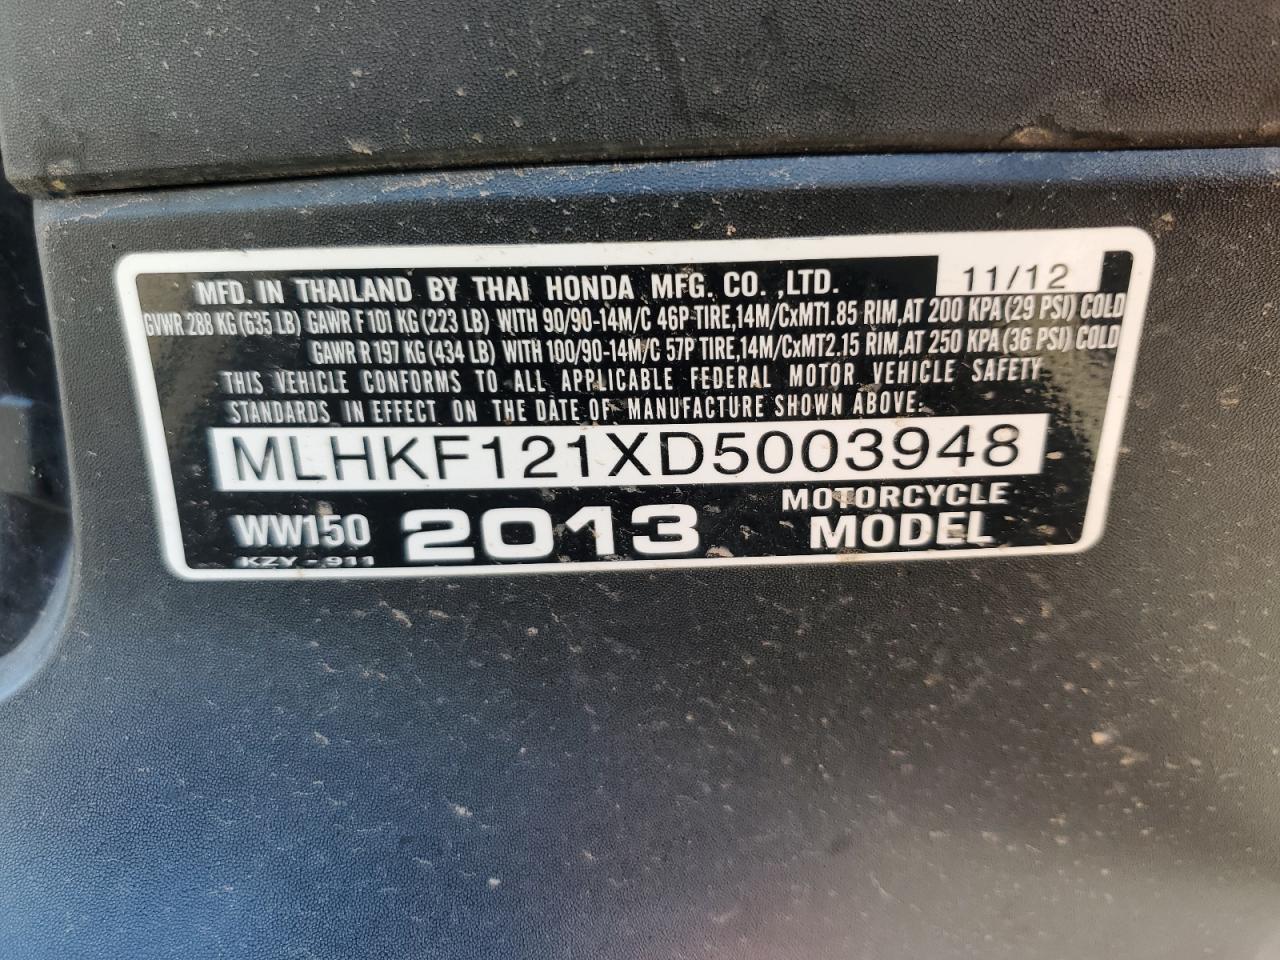 MFD. IN THAILAND BY THAI HONDA MFG. CO. ,LTD. 11/12
GVWR 288 KG (635 LB) GAWR F 101 KG (223 LB) WITH 90/90-14M/C 46P TIRE,14M/CxMT1.85 RIM,AT 200 KPA (29 PSI) COLD
GAWR R 197 KG (434 LB) WITH 100/90-14M/C 57P TIRE,14M/CxMT2.15 RIM,AT 250 KPA (36 PSI) COLD
THIS VEHICLE CONFORMS TO ALL APPLICABLE FEDERAL MOTOR VEHICLE SAFETY
STANDARDS IN EFFECT ON THE DATE OF MANUFACTURE SHOWN ABOVE:
MLHKF121XD5003948
WW150 2013 MOTORCYCLE
KZY - 911 MODEL